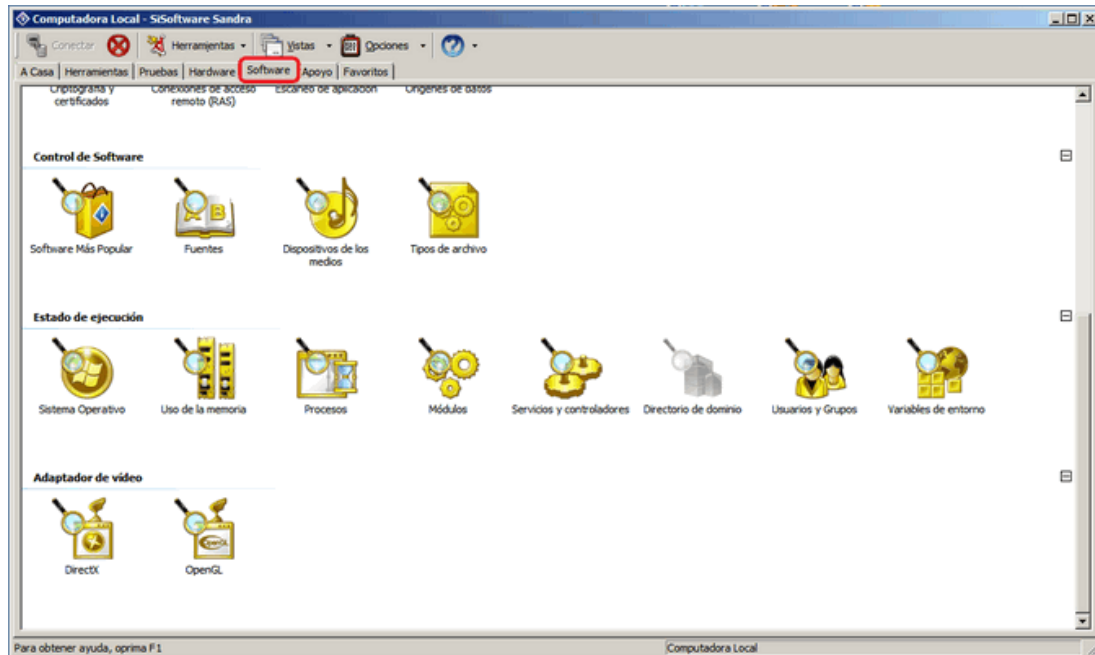 Computadora Local - SiSoftware Sandra
Conectar Herramientas Vistas Opciones
A Casa Herramientas Pruebas Hardware Software Apoyo Favoritos
Criptografía y certificados Conexiones de acceso remoto (RAS) Escaneo de aplicación Orígenes de datos
Control de Software
Software Más Popular Fuentes Dispositivos de los medios Tipos de archivo
Estado de ejecución
Sistema Operativo Uso de la memoria Procesos Módulos Servicios y controladores Directorio de dominio Usuarios y Grupos Variables de entorno
Adaptador de vídeo
DirectX OpenGL
Para obtener ayuda, oprima F1 Computadora Local